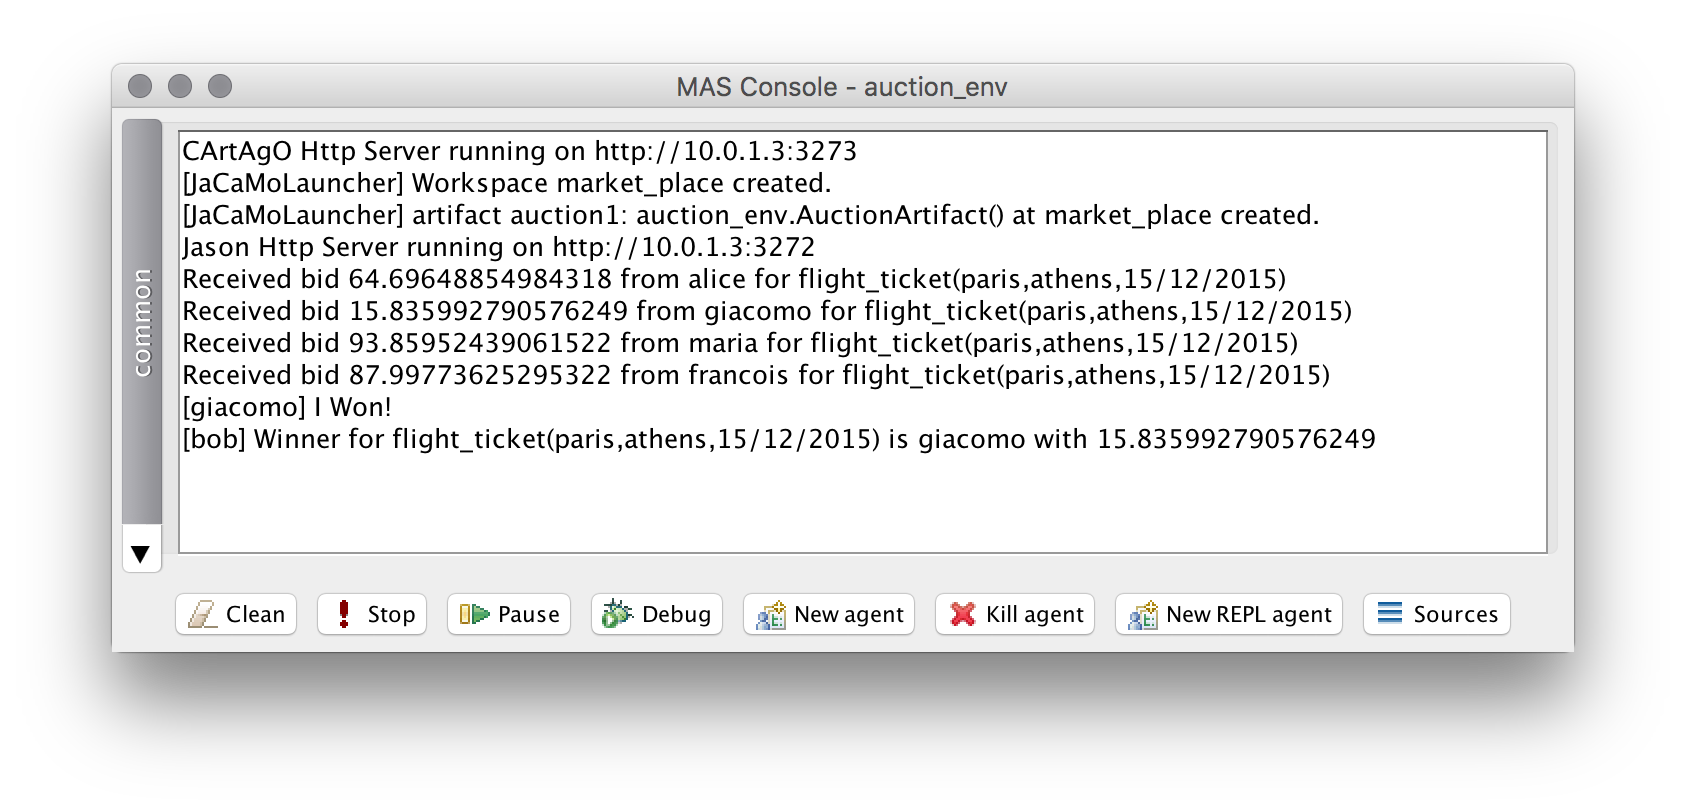 MAS Console - auction_env
common
CArtAgO Http Server running on http://10.0.1.3:3273
[JaCaMoLauncher] Workspace market_place created.
[JaCaMoLauncher] artifact auction1: auction_env.AuctionArtifact() at market_place created.
Jason Http Server running on http://10.0.1.3:3272
Received bid 64.69648854984318 from alice for flight_ticket(paris,athens,15/12/2015)
Received bid 15.835992790576249 from giacomo for flight_ticket(paris,athens,15/12/2015)
Received bid 93.85952439061522 from maria for flight_ticket(paris,athens,15/12/2015)
Received bid 87.99773625295322 from francois for flight_ticket(paris,athens,15/12/2015)
[giacomo] I Won!
[bob] Winner for flight_ticket(paris,athens,15/12/2015) is giacomo with 15.835992790576249
Clean Stop Pause Debug New agent Kill agent New REPL agent Sources